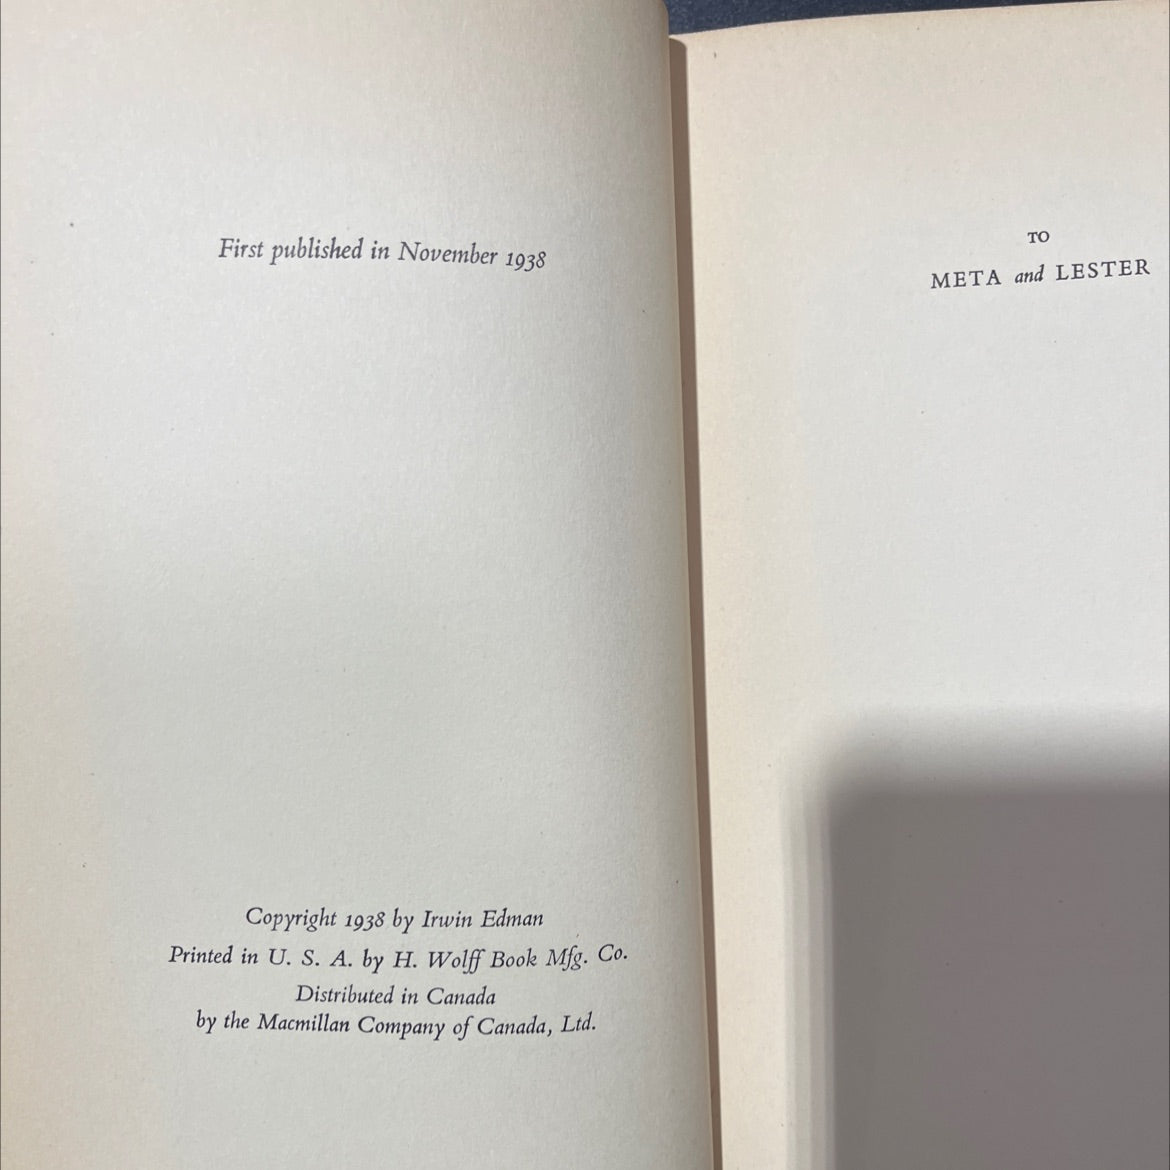 First published in November 1938
Copyright 1938 by Irwin Edman
Printed in U. S. A. by H. Wolff Book Mfg. Co.
Distributed in Canada
by the Macmillan Company of Canada, Ltd.
TO
META and LESTER